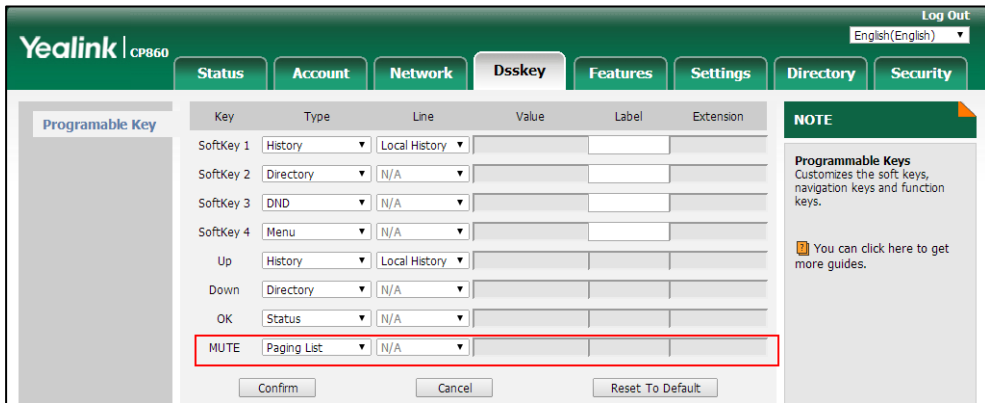 Log Out
Yealink CP860
English(English)
Status Account Network Dsskey Features Settings Directory Security
Programable Key
Key Type Line Value Label Extension
SoftKey 1 History Local History
SoftKey 2 Directory N/A
SoftKey 3 DND N/A
SoftKey 4 Menu N/A
Up History Local History
Down Directory N/A
OK Status N/A
MUTE Paging List N/A
Confirm Cancel Reset To Default
NOTE
Programmable Keys
Customizes the soft keys,
navigation keys and function
keys.
? You can click here to get
more guides.